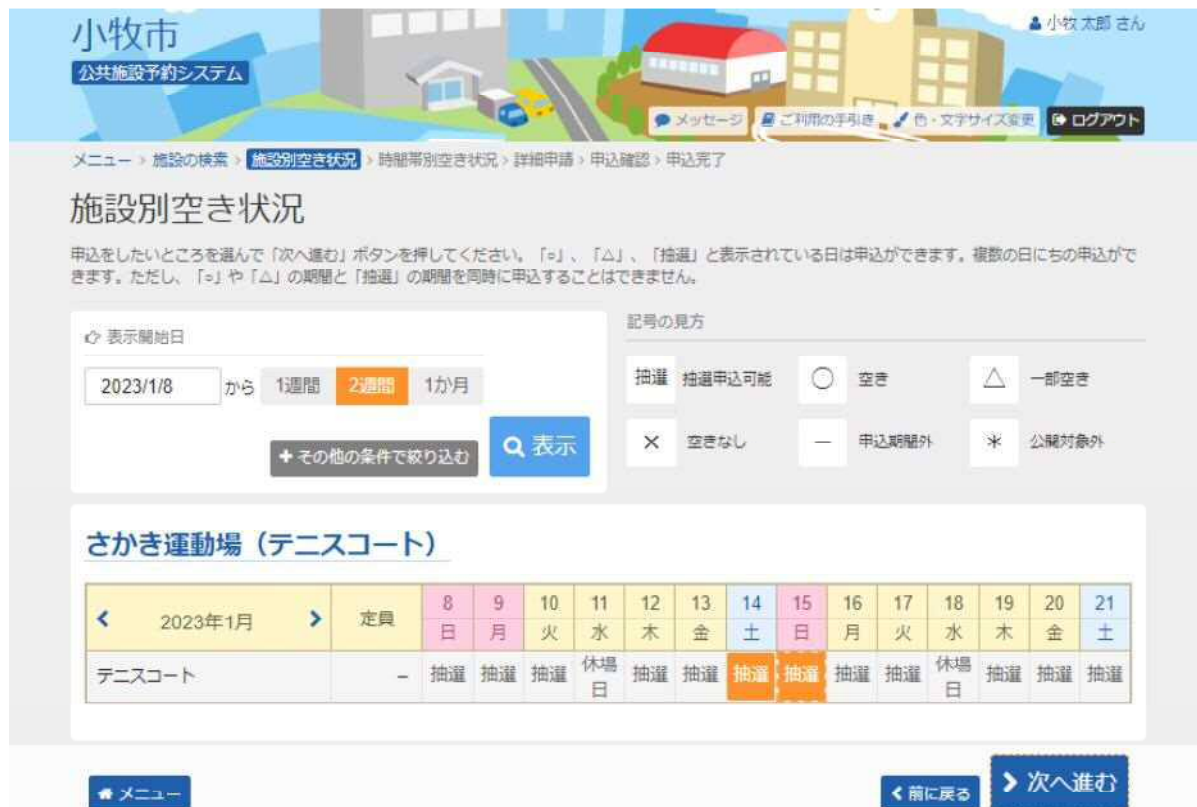 小牧市
公共施設予約システム
小牧 太郎 さん
メッセージ
ご利用の手引き
色・文字サイズ変更
ログアウト
メニュー > 施設の検索 > 施設別空き状況 > 時間帯別空き状況 > 詳細申請 > 申込確認 > 申込完了
施設別空き状況
申込をしたいところを選んで「次へ進む」ボタンを押してください。「○」、「△」、「抽選」と表示されている日は申込ができます。複数の日にちの申込がで
きます。ただし、「○」や「△」の期間と「抽選」の期間を同時に申込することはできません。
表示開始日
2023/1/8 から 1週間 2週間 1か月
+ その他の条件で絞り込む
表示
記号の見方
抽選 抽選申込可能 ○ 空き △ 一部空き
× 空きなし － 申込期間外 ＊ 公開対象外
さかき運動場（テニスコート）
2023年1月 定員 8 9 10 11 12 13 14 15 16 17 18 19 20 21
日 月 火 水 木 金 土 日 月 火 水 木 金 土
テニスコート － 抽選 抽選 抽選 休場日 抽選 抽選 抽選 抽選 抽選 抽選 休場日 抽選 抽選 抽選
メニュー
前に戻る
次へ進む